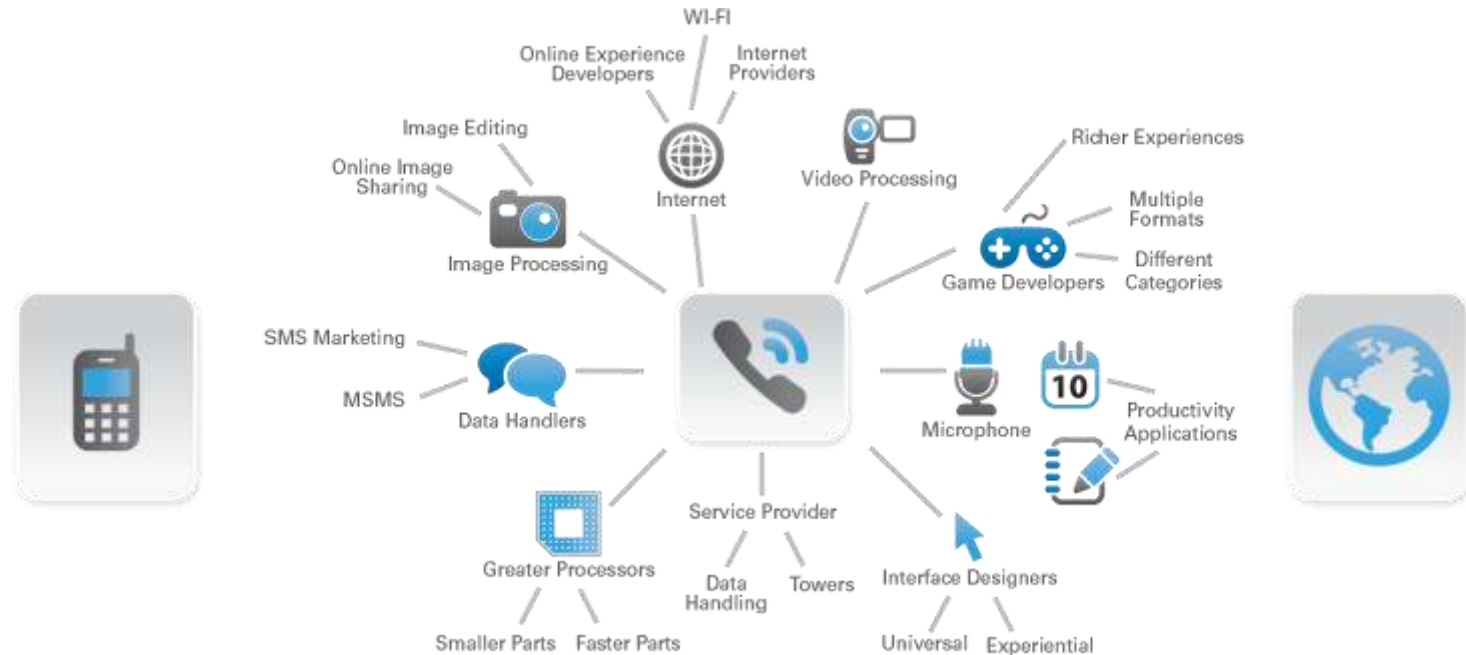 WI-FI
Online Experience
Developers
Internet
Providers
Internet
Image Editing
Online Image
Sharing
Image Processing
Video Processing
Richer Experiences
Multiple
Formats
Different
Categories
Game Developers
SMS Marketing
MSMS
Data Handlers
Microphone
10
Productivity
Applications
Greater Processors
Smaller Parts
Faster Parts
Service Provider
Data
Handling
Towers
Interface Designers
Universal
Experiential